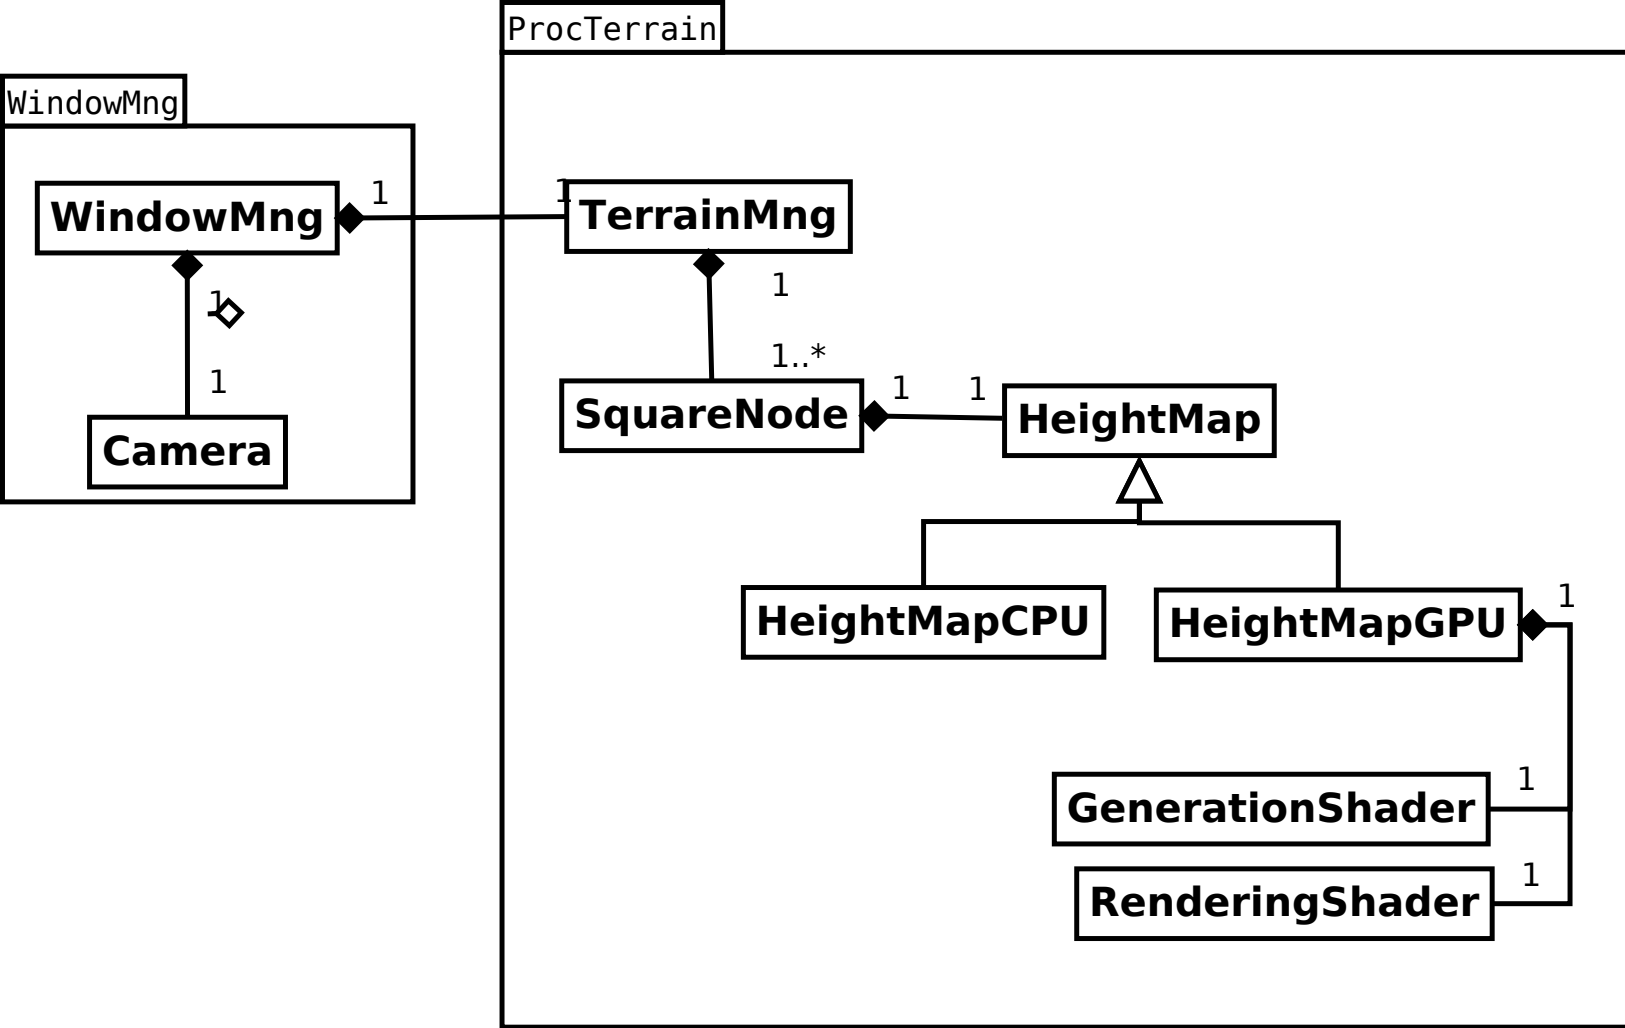 ProcTerrain
WindowMng
WindowMng
1
1
TerrainMng
1
1
1
1..*
Camera
SquareNode
1
1
HeightMap
HeightMapCPU
HeightMapGPU
1
GenerationShader
1
RenderingShader
1